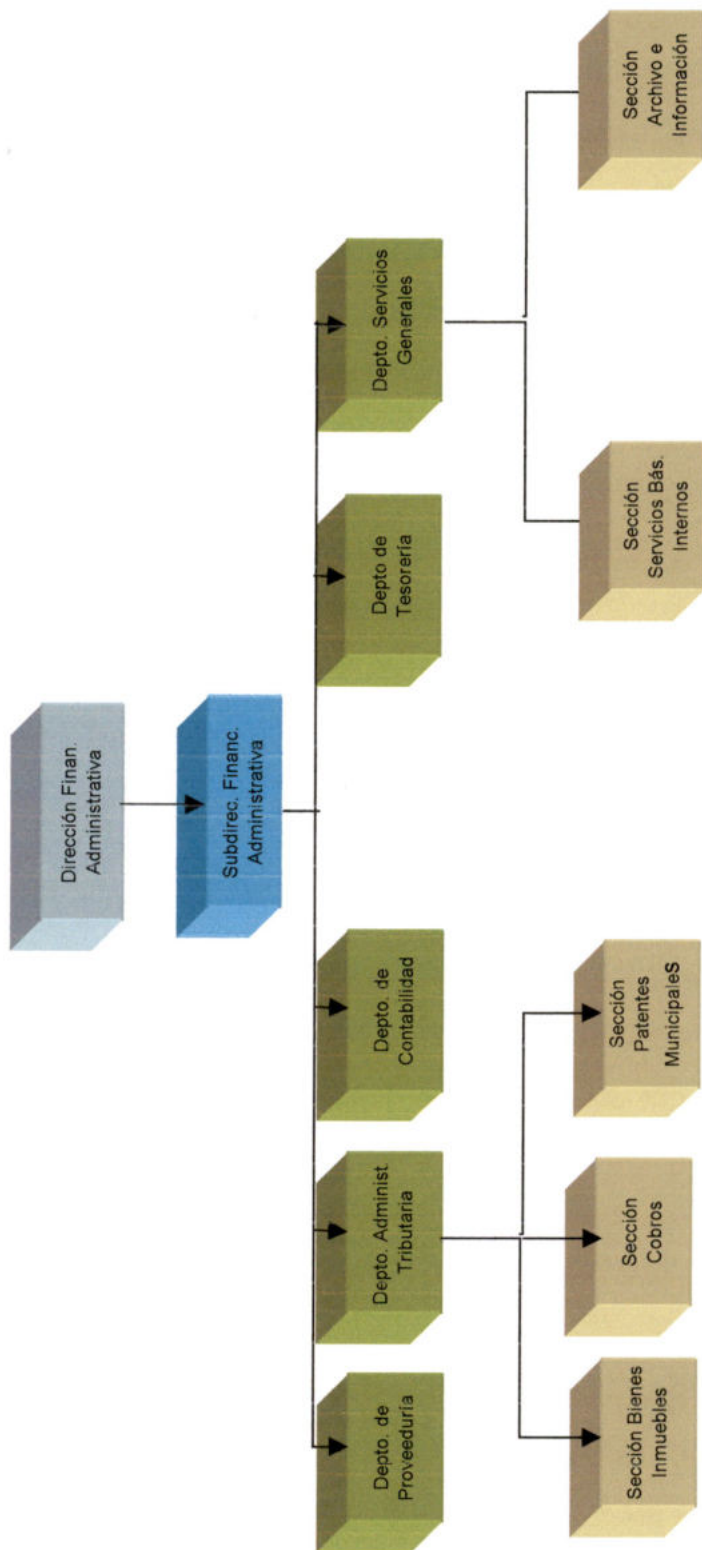 Dirección Finan.
Administrativa
Subdirec. Financ.
Administrativa
Depto. de
Proveeduría
Depto. Administ.
Tributaria
Depto. de
Contabilidad
Depto de
Tesorería
Depto. Servicios
Generales
Sección Bienes
Inmuebles
Sección
Cobros
Sección
Patentes
Municipales
Sección
Servicios Bás.
Internos
Sección
Archivo e
Información